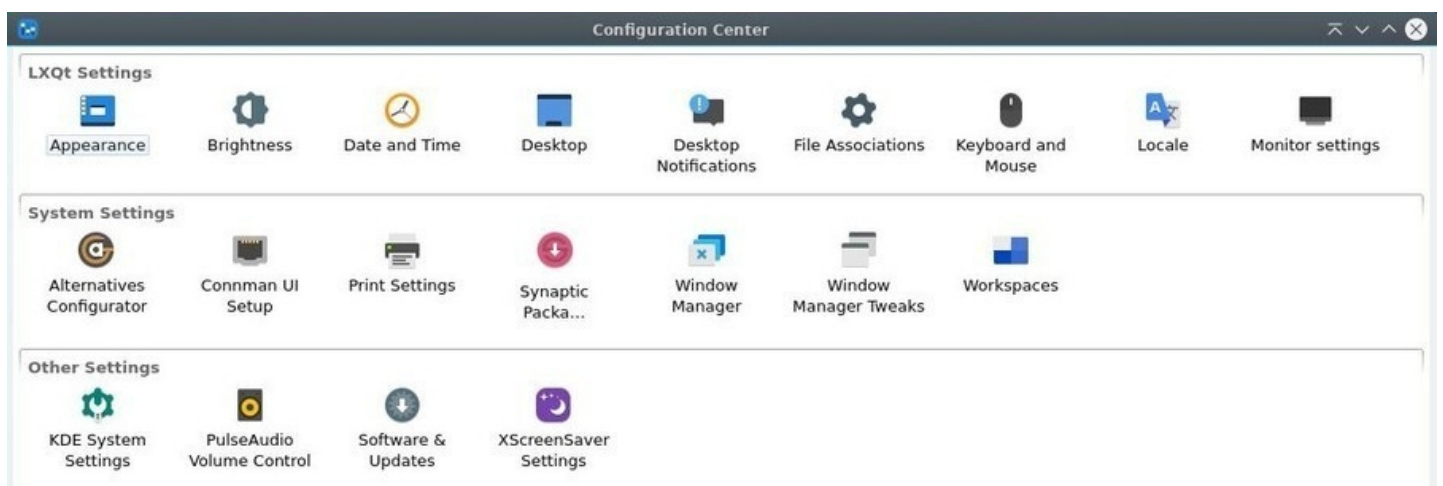 Configuration Center
LXQt Settings
Appearance
Brightness
Date and Time
Desktop
Desktop
Notifications
File Associations
Keyboard and
Mouse
Locale
Monitor settings
System Settings
Alternatives
Configurator
Connman UI
Setup
Print Settings
Synaptic
Packa...
Window
Manager
Window
Manager Tweaks
Workspaces
Other Settings
KDE System
Settings
PulseAudio
Volume Control
Software &
Updates
XScreenSaver
Settings